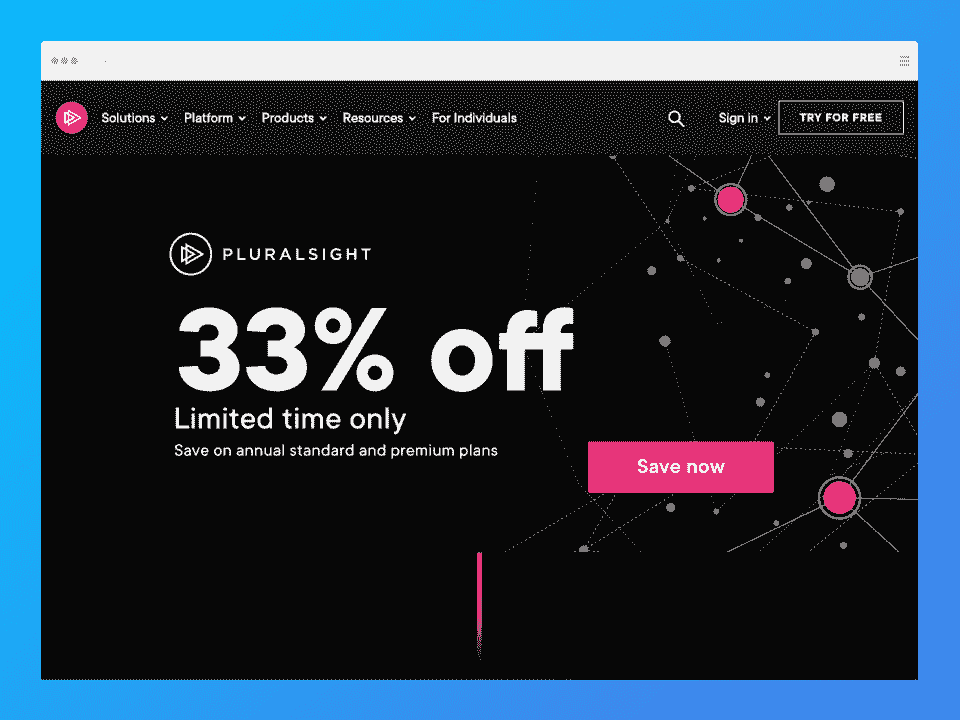 Solutions Platform Products Resources For Individuals Sign in TRY FOR FREE
PLURALSIGHT
33% off
Limited time only
Save on annual standard and premium plans
Save now